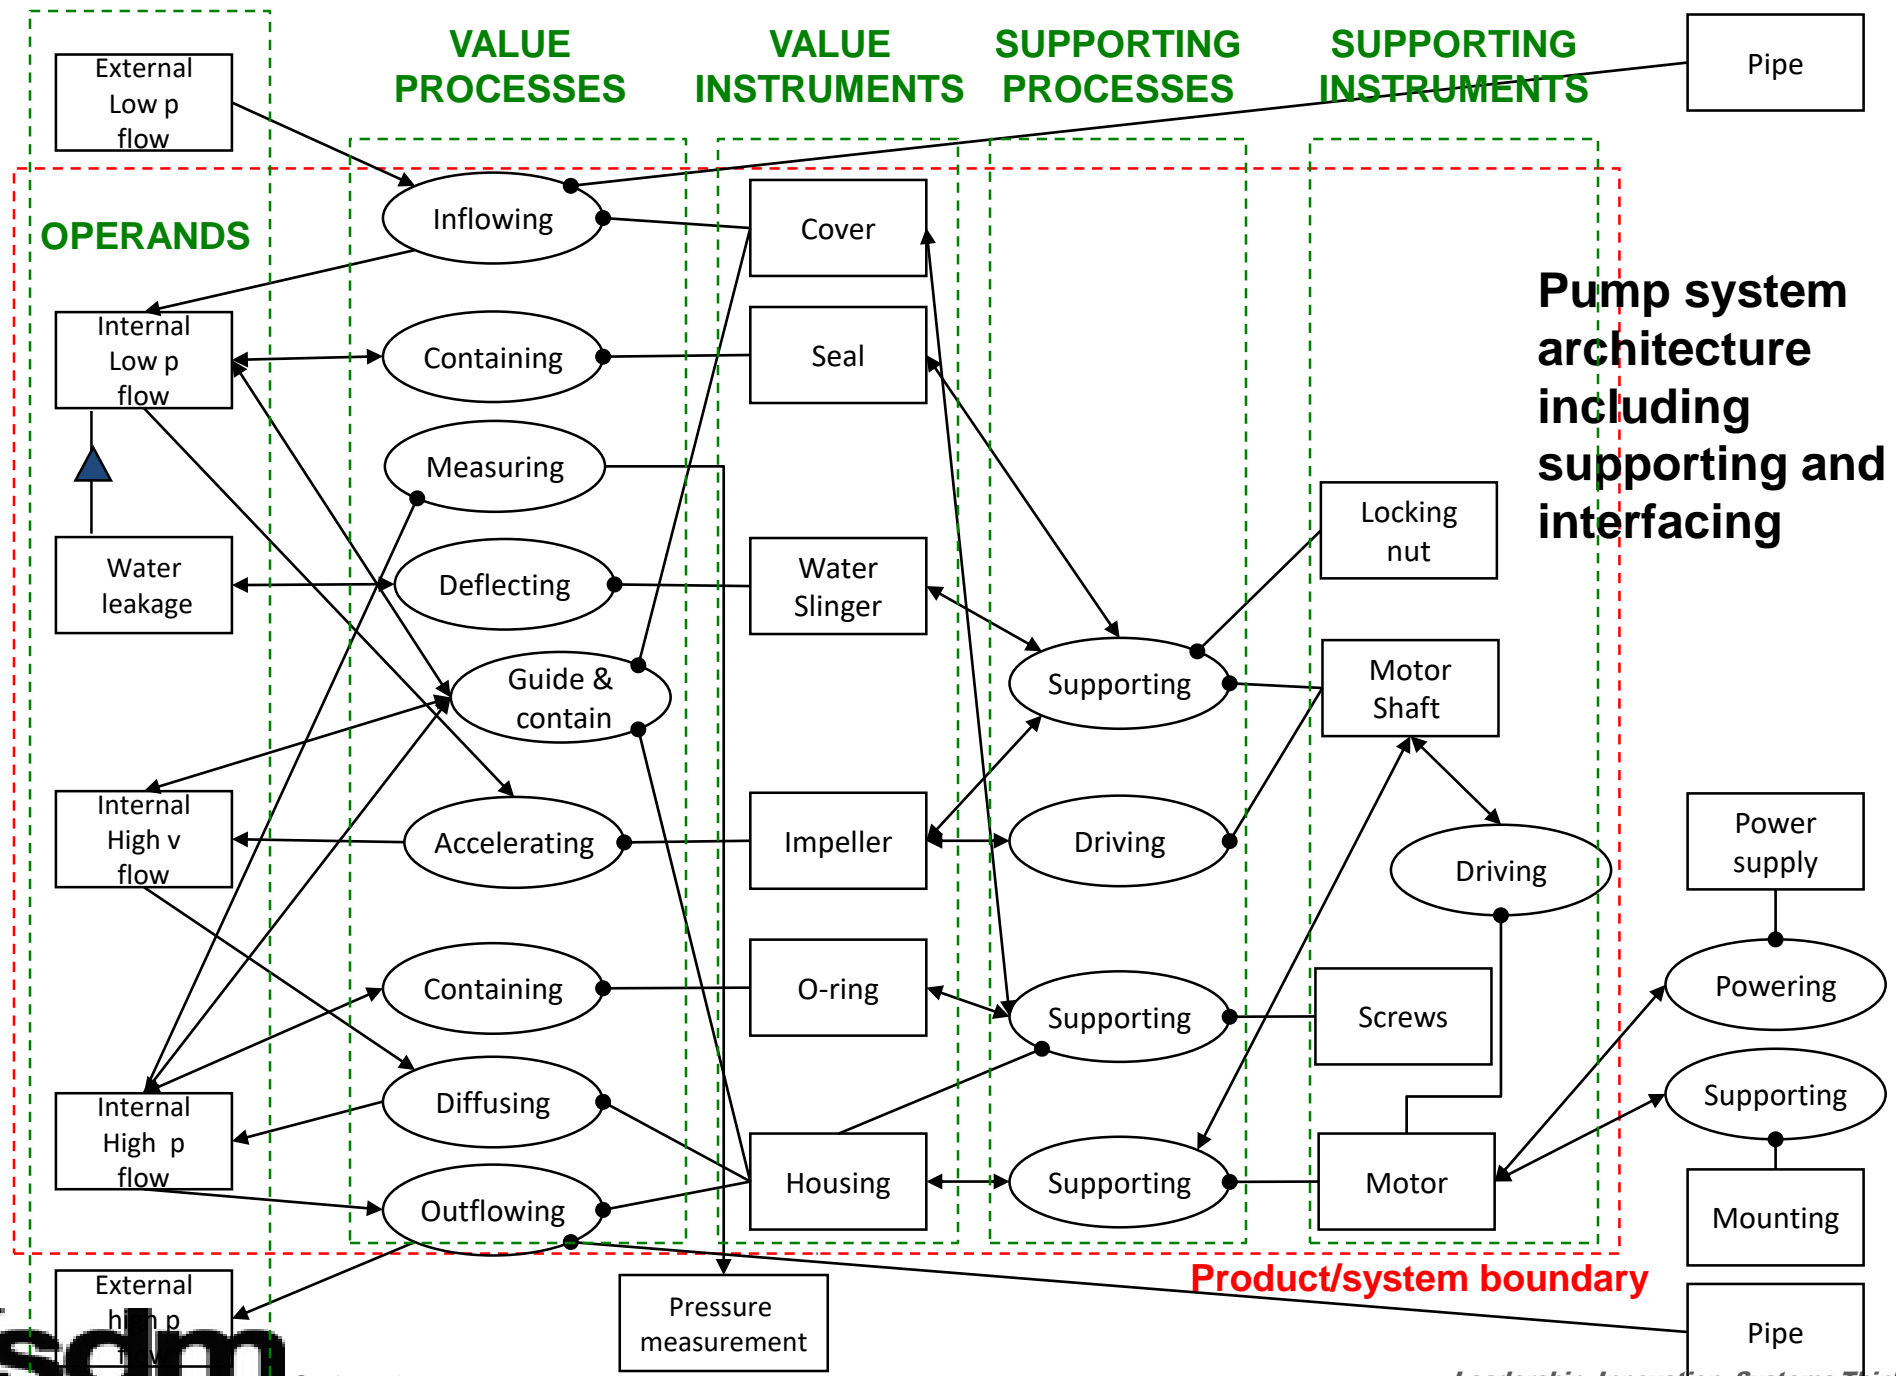 VALUE
PROCESSES
VALUE
INSTRUMENTS
SUPPORTING
PROCESSES
SUPPORTING
INSTRUMENTS
Pipe
External
Low p
flow
OPERANDS
Inflowing
Cover
Pump system
architecture
including
supporting and
interfacing
Internal
Low p
flow
Containing
Seal
Measuring
Locking
nut
Water
leakage
Deflecting
Water
Slinger
Guide &
contain
Supporting
Motor
Shaft
Internal
High v
flow
Accelerating
Impeller
Driving
Driving
Power
supply
Containing
O-ring
Supporting
Screws
Powering
Internal
High p
flow
Diffusing
Supporting
Outflowing
Housing
Supporting
Motor
Mounting
Product/system boundary
External
high p
flow
sdm
Pressure
measurement
Pipe